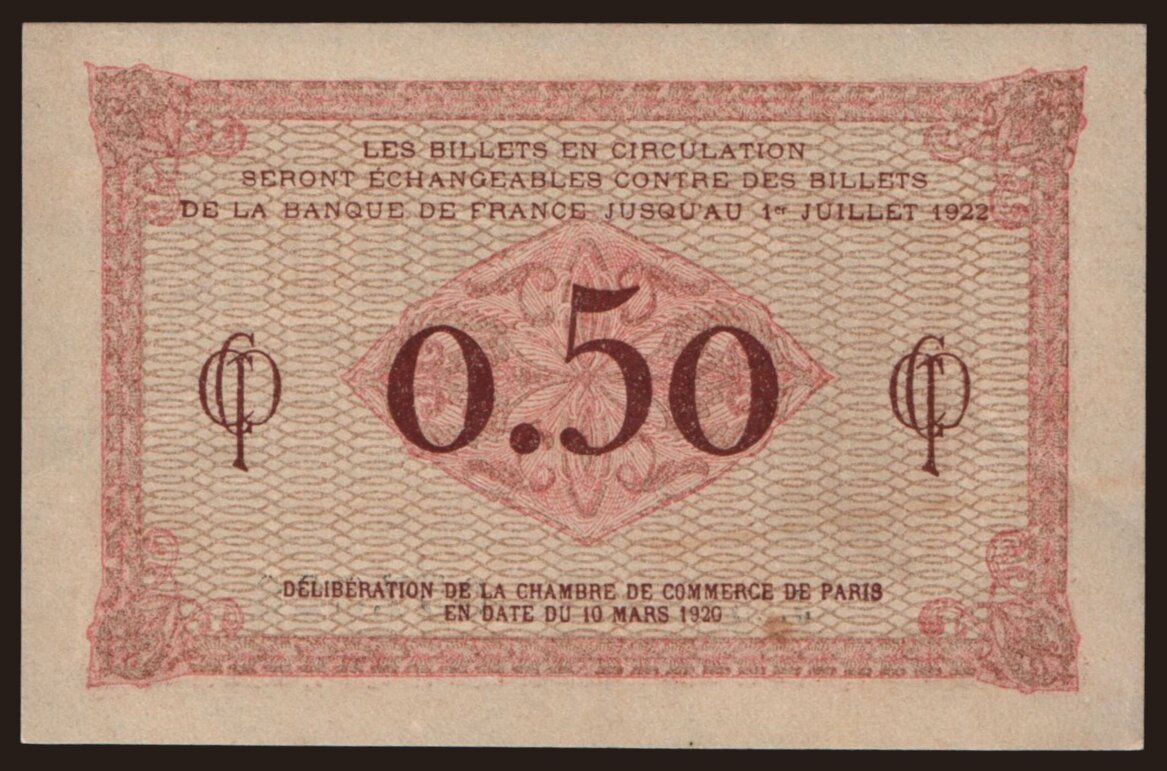 LES BILLETS EN CIRCULATION
SERONT ÉCHANGEABLES CONTRE DES BILLETS
DE LA BANQUE DE FRANCE JUSQU'AU 1er JUILLET 1922
0.50
DÉLIBÉRATION DE LA CHAMBRE DE COMMERCE DE PARIS
EN DATE DU 10 MARS 1920